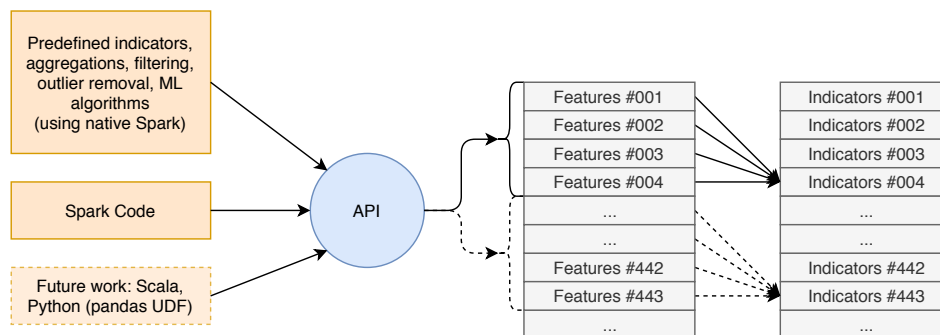 Predefined indicators,
aggregations, filtering,
outlier removal, ML
algorithms
(using native Spark)
Spark Code
Future work: Scala,
Python (pandas UDF)
API
Features #001
Features #002
Features #003
Features #004
...
...
Features #442
Features #443
...
Indicators #001
Indicators #002
Indicators #003
Indicators #004
...
...
Indicators #442
Indicators #443
...